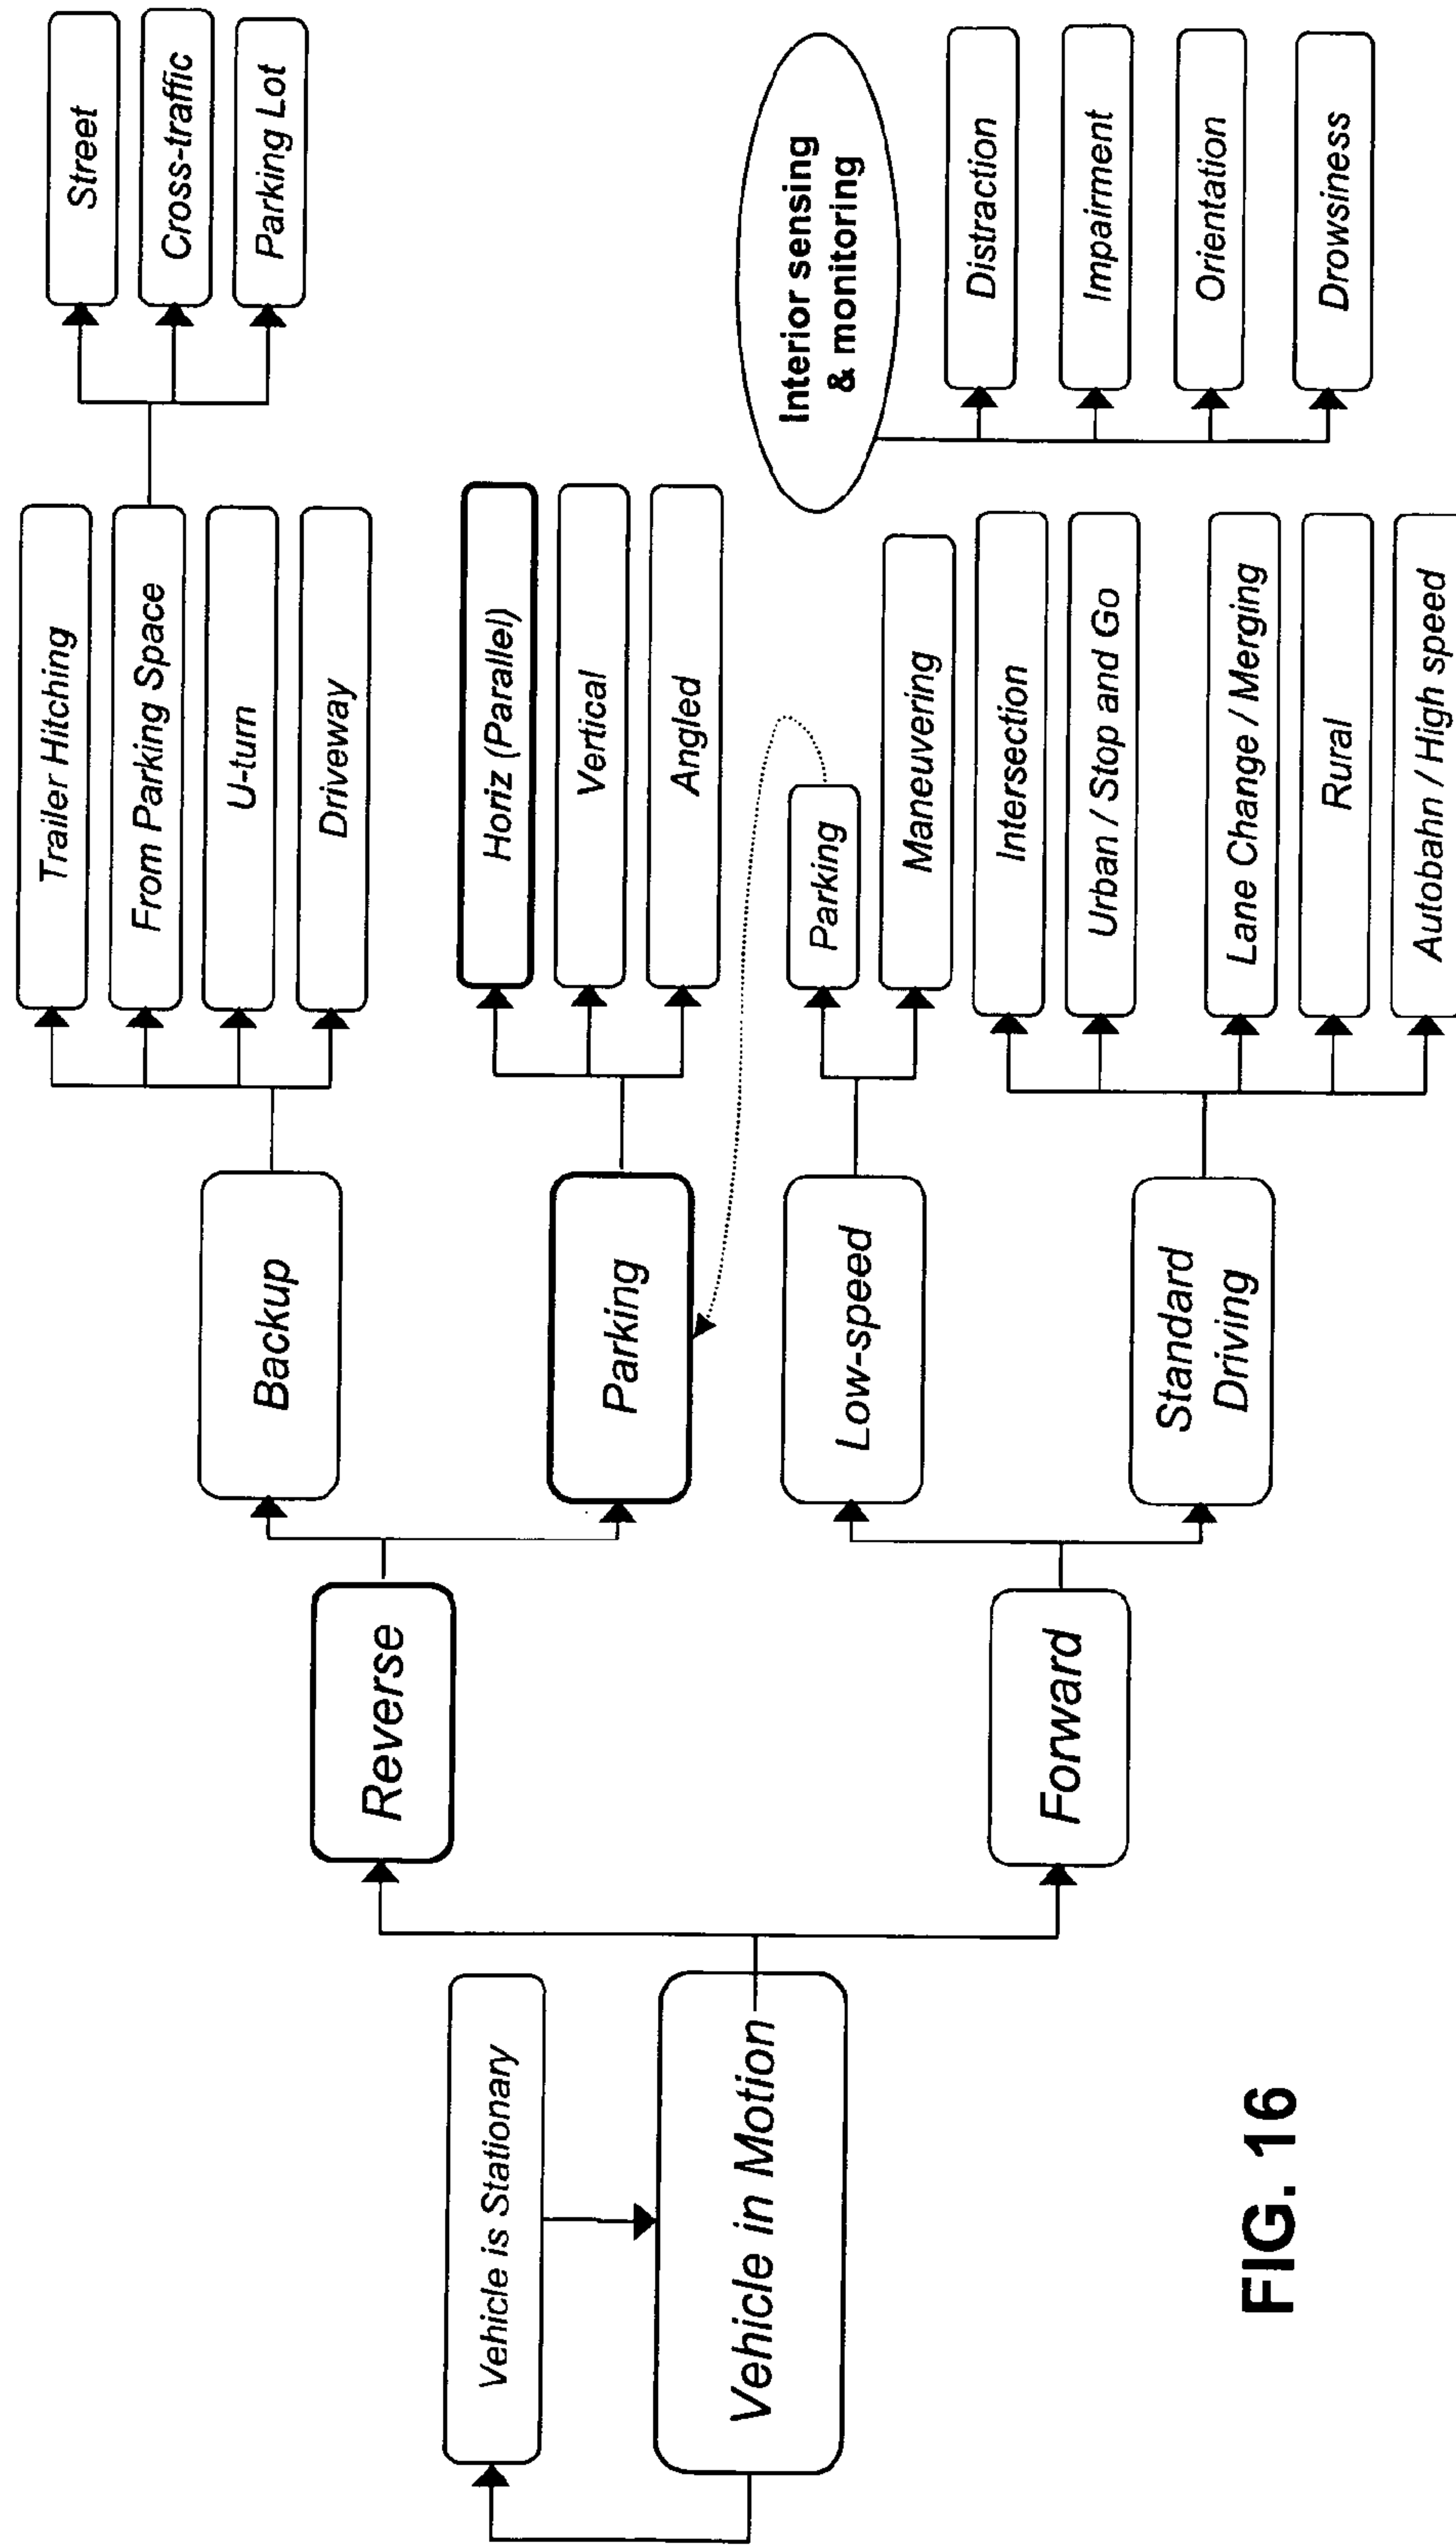 Vehicle is Stationary
Vehicle in Motion
Reverse
Forward
Backup
Parking
Low-speed
Standard
Driving
Trailer Hitching
From Parking Space
U-turn
Driveway
Street
Cross-traffic
Parking Lot
Horiz (Parallel)
Vertical
Angled
Parking
Maneuvering
Intersection
Urban / Stop and Go
Lane Change / Merging
Rural
Autobahn / High speed
Interior sensing
& monitoring
Distraction
Impairment
Orientation
Drowsiness
FIG. 16